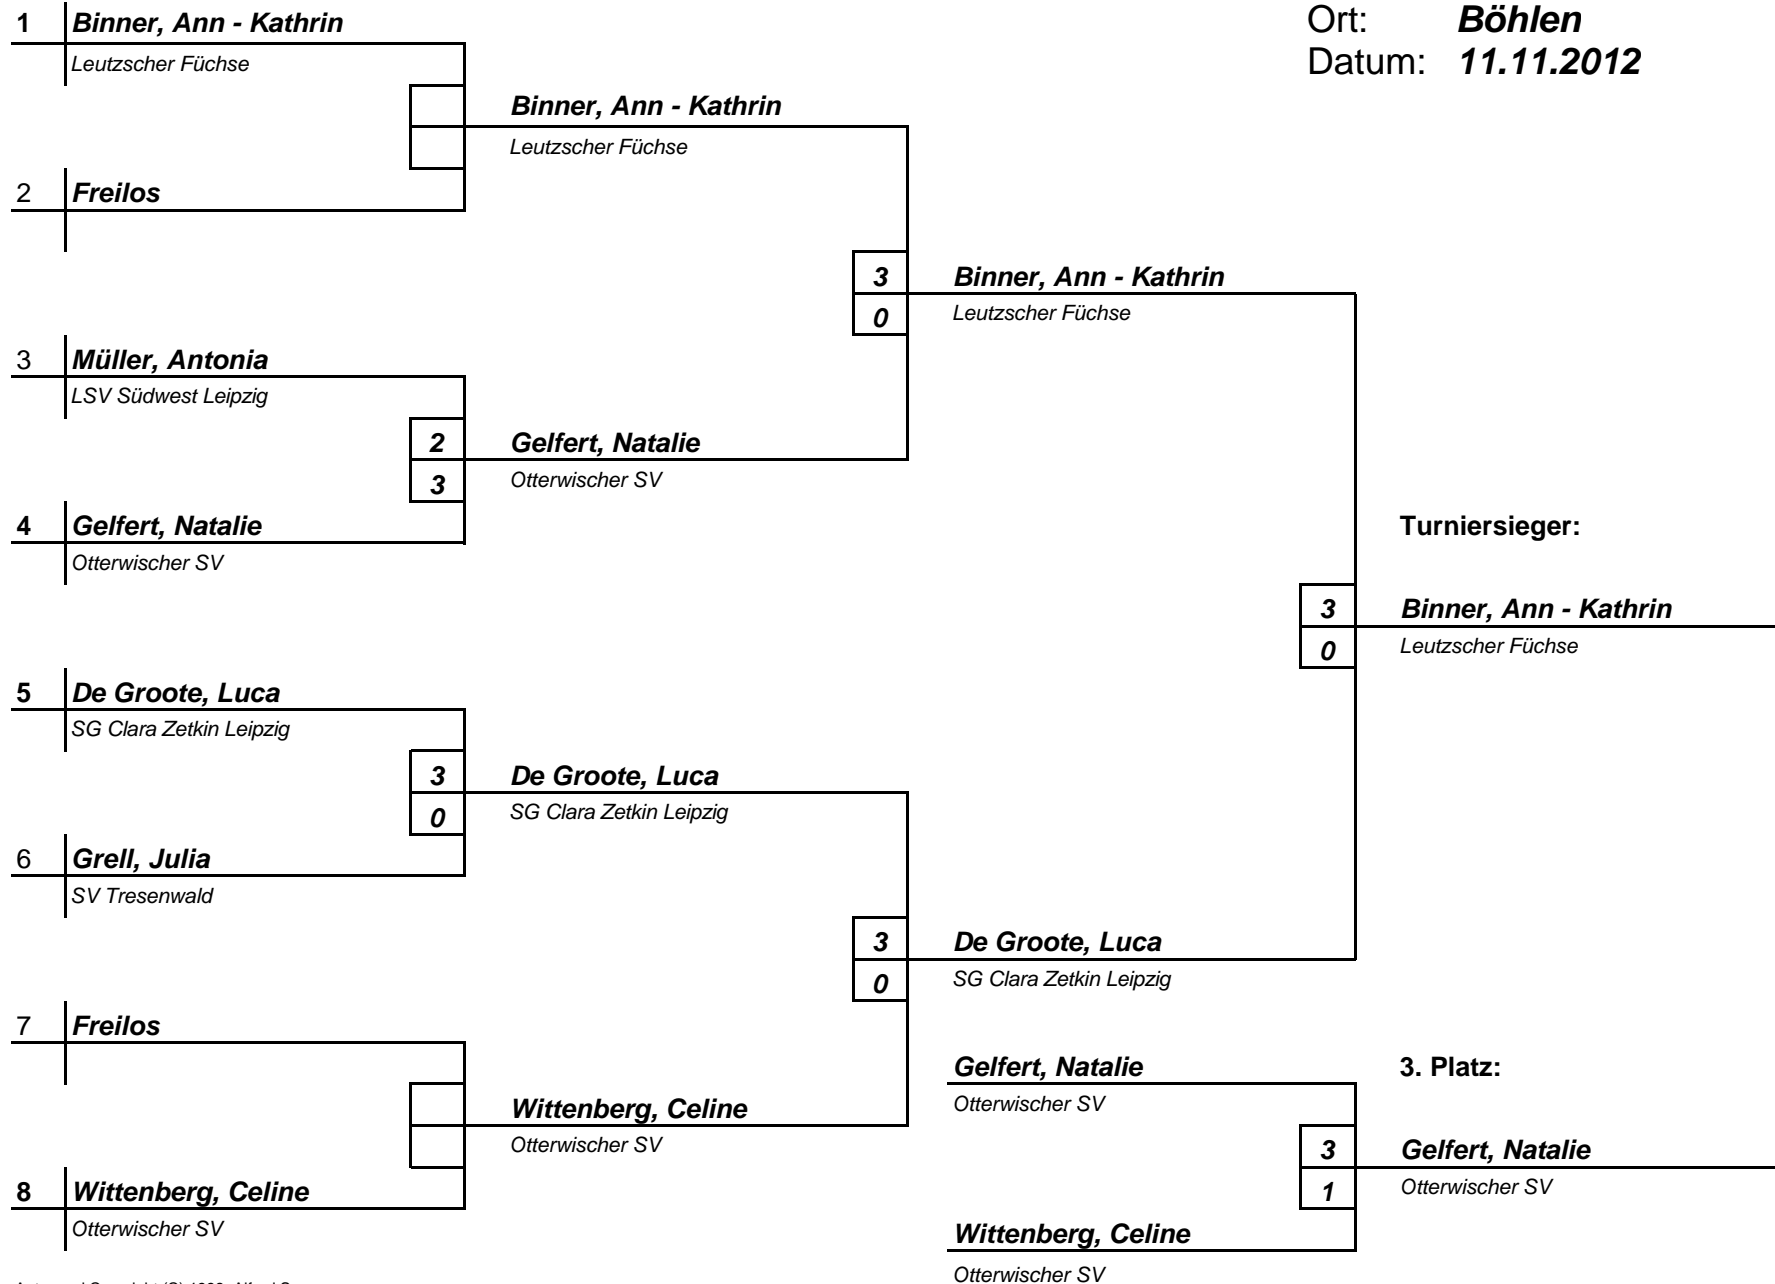 Ort: Böhlen
Datum: 11.11.2012
1 Binner, Ann - Kathrin
Leutzscher Füchse
Binner, Ann - Kathrin
Leutzscher Füchse
2 Freilos
3 Binner, Ann - Kathrin
0 Leutzscher Füchse
3 Müller, Antonia
LSV Südwest Leipzig
2 Gelfert, Natalie
3 Otterwischer SV
4 Gelfert, Natalie
Otterwischer SV
Turniersieger:
3 Binner, Ann - Kathrin
0 Leutzscher Füchse
5 De Groote, Luca
SG Clara Zetkin Leipzig
3 De Groote, Luca
0 SG Clara Zetkin Leipzig
6 Grell, Julia
SV Tresenwald
3 De Groote, Luca
0 SG Clara Zetkin Leipzig
7 Freilos
Gelfert, Natalie
Otterwischer SV
3. Platz:
Wittenberg, Celine
Otterwischer SV
3 Gelfert, Natalie
1 Otterwischer SV
8 Wittenberg, Celine
Otterwischer SV
Wittenberg, Celine
Otterwischer SV